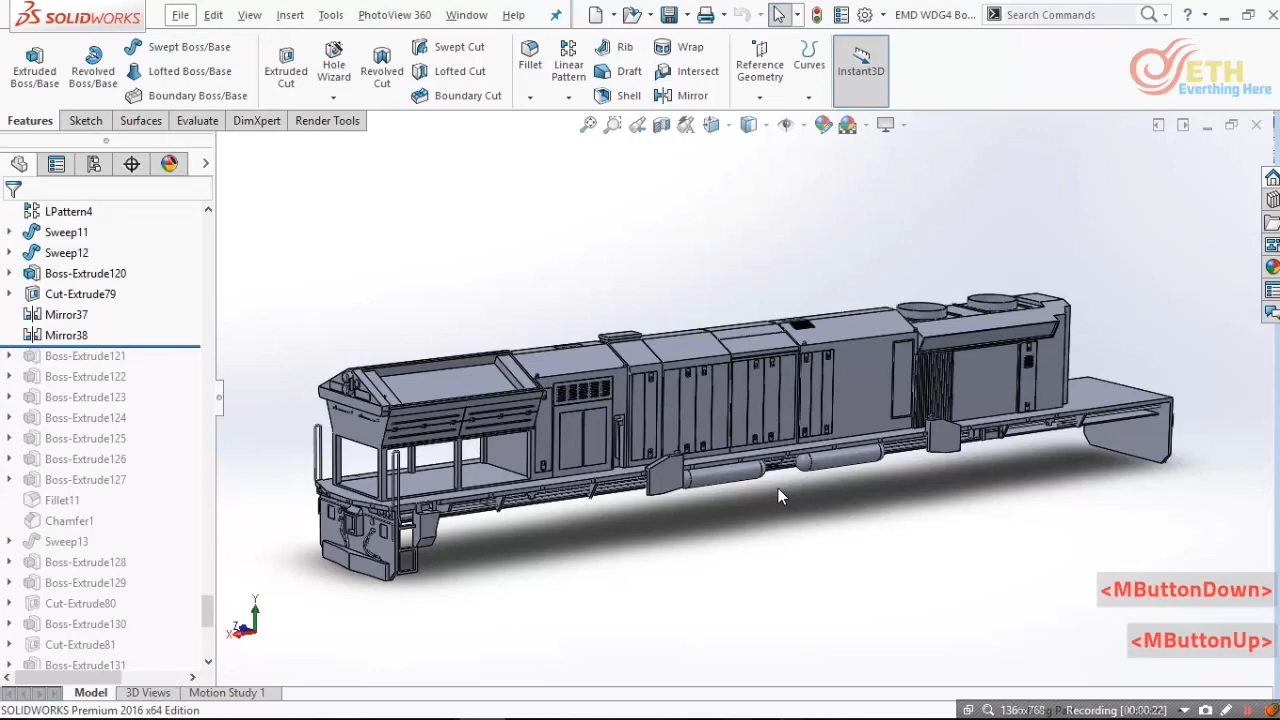 SOLIDWORKS
File Edit View Insert Tools PhotoView 360 Window Help
EMD WDG4 Bo...
Search Commands
Extruded Boss/Base
Revolved Boss/Base
Swept Boss/Base
Lofted Boss/Base
Boundary Boss/Base
Extruded Cut
Hole Wizard
Revolved Cut
Swept Cut
Lofted Cut
Boundary Cut
Fillet
Linear Pattern
Rib
Draft
Shell
Wrap
Intersect
Mirror
Reference Geometry
Curves
Instant3D
ETH
Everthing Here
Features Sketch Surfaces Evaluate DimXpert Render Tools
LPattern4
Sweep11
Sweep12
Boss-Extrude120
Cut-Extrude79
Mirror37
Mirror38
Boss-Extrude121
Boss-Extrude122
Boss-Extrude123
Boss-Extrude124
Boss-Extrude125
Boss-Extrude126
Boss-Extrude127
Fillet11
Chamfer1
Sweep13
Boss-Extrude128
Boss-Extrude129
Cut-Extrude80
Boss-Extrude130
Cut-Extrude81
Boss-Extrude131
Y
Z
X
<MButtonDown>
<MButtonUp>
Model 3D Views Motion Study 1
SOLIDWORKS Premium 2016 x64 Edition
1366x768
Recording [00:00:22]